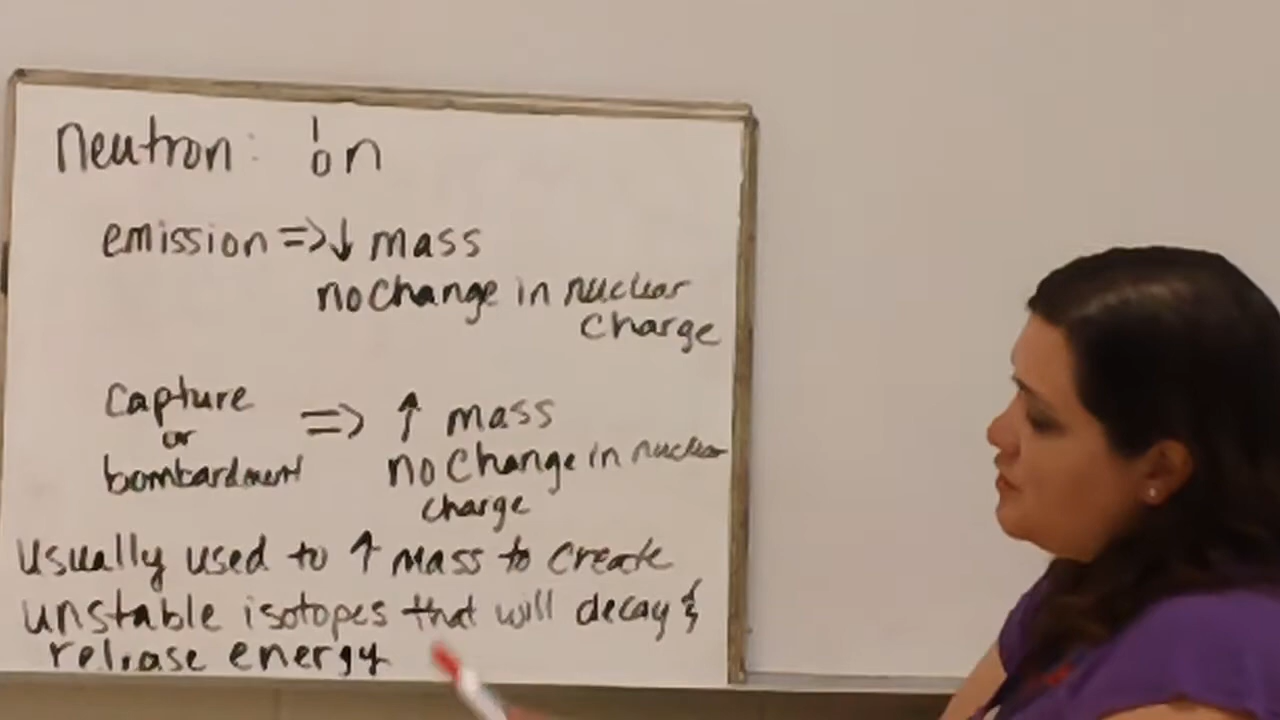 neutron: ¹₀n
emission => ↓ mass
no change in nuclear
charge
capture
or
bombardment => ↑ mass
no change in nuclear
charge
Usually used to ↑ mass to create
unstable isotopes that will decay &
release energy